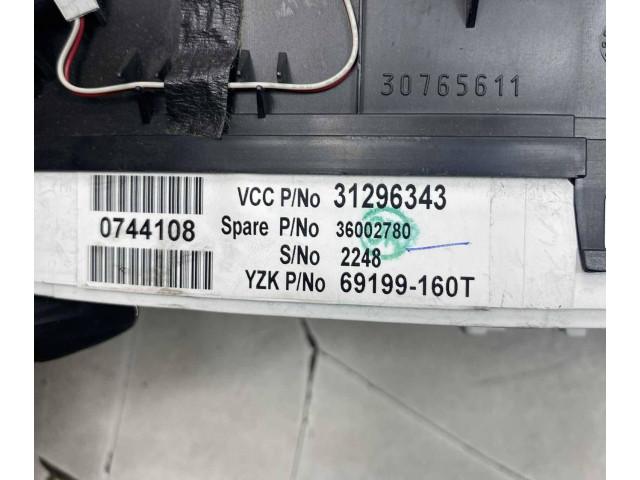 30765611
VCC P/No 31296343
0744108
Spare P/No 36002780
S/No 2248
YZK P/No 69199-160T